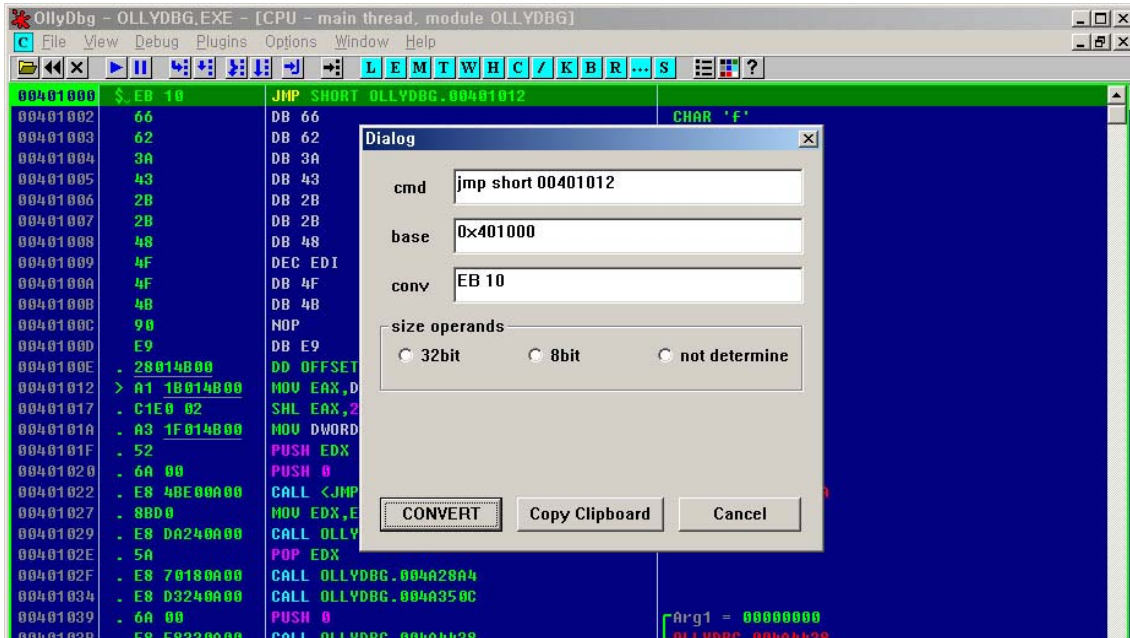 OllyDbg - OLLYDBG.EXE - [CPU - main thread, module OLLYDBG]
C File View Debug Plugins Options Window Help
L E M T W H C / K B R ... S ?
00401000 $ EB 10 JMP SHORT OLLYDBG.00401012
00401002 66 DB 66 CHAR 'f'
00401003 62 DB 62
00401004 3A DB 3A
00401005 43 DB 43
00401006 2B DB 2B
00401007 2B DB 2B
00401008 48 DB 48
00401009 4F DEC EDI
0040100A 4F DB 4F
0040100B 4B DB 4B
0040100C 90 NOP
0040100D E9 DB E9
0040100E . 28014B00 DD OFFSET
00401012 > A1 1B014B00 MOV EAX,D
00401017 . C1E0 02 SHL EAX,2
0040101A . A3 1F014B00 MOV DWORD
0040101F . 52 PUSH EDX
00401020 . 6A 00 PUSH 0
00401022 . E8 4BE00A00 CALL <JMP
00401027 . 8BD0 MOV EDX,E
00401029 . E8 DA240A00 CALL OLLY
0040102E . 5A POP EDX
0040102F . E8 70180A00 CALL OLLYDBG.004A28A4
00401034 . E8 D3240A00 CALL OLLYDBG.004A350C
00401039 . 6A 00 PUSH 0 Arg1 = 00000000
Dialog
cmd jmp short 00401012
base 0x401000
conv EB 10
size operands
32bit 8bit not determine
CONVERT Copy Clipboard Cancel